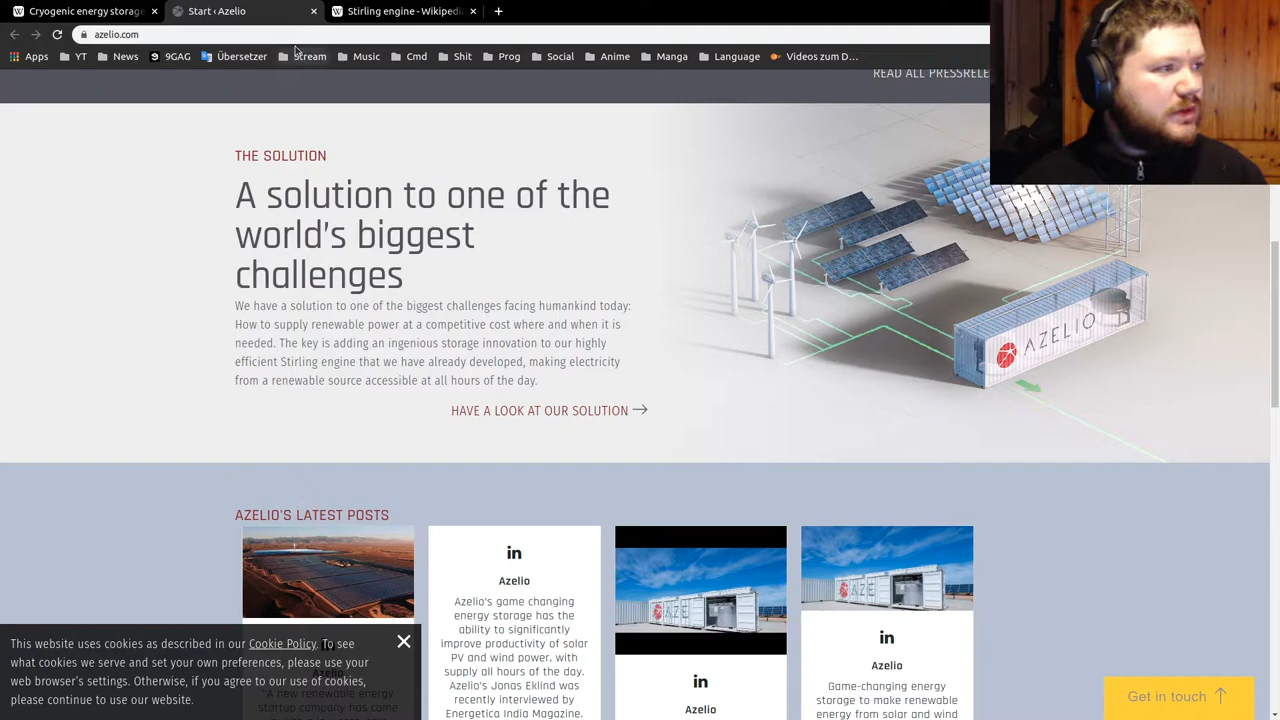 Cryogenic energy storag
Start ‹ Azelio
Stirling engine - Wikiped
azelio.com
Apps YT News 9GAG Übersetzer Stream Music Cmd Shit Prog Social Anime Manga Language Videos zum D…
READ ALL PRESSRELE
THE SOLUTION
A solution to one of the
world's biggest
challenges
We have a solution to one of the biggest challenges facing humankind today:
How to supply renewable power at a competitive cost where and when it is
needed. The key is adding an ingenious storage innovation to our highly
efficient Stirling engine that we have already developed, making electricity
from a renewable source accessible at all hours of the day.
HAVE A LOOK AT OUR SOLUTION
AZELIO
AZELIO'S LATEST POSTS
in
Azelio
Azelio's game changing
energy storage has the
ability to significantly
improve productivity of solar
PV and wind power, with
supply all hours of the day.
Azelio's Jonas Eklind was
recently interviewed by
Energetica India Magazine.
in
Azelio
in
Azelio
Game-changing energy
storage to make renewable
energy from solar and wind
This website uses cookies as described in our Cookie Policy. To see
what cookies we serve and set your own preferences, please use your
web browser's settings. Otherwise, if you agree to our use of cookies,
please continue to use our website.
"A new renewable energy
startup company has come
Get in touch